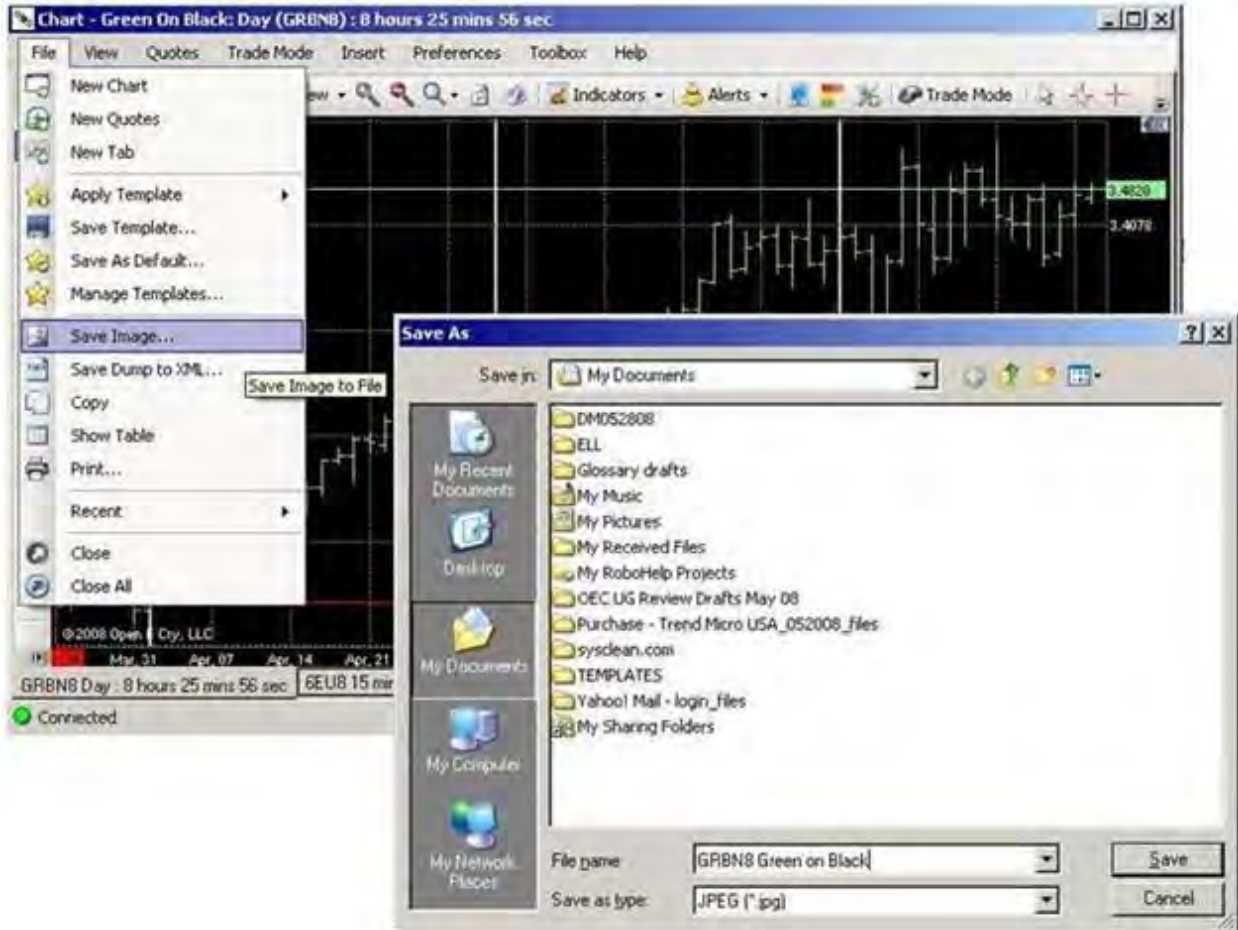 Chart - Green On Black: Day (GRBN8) : 8 hours 25 mins 56 sec
File View Quotes Trade Mode Insert Preferences Toolbox Help
Indicators Alerts Trade Mode
New Chart
New Quotes
New Tab
Apply Template
Save Template...
Save As Default...
Manage Templates...
Save Image...
Save Dump to XML...
Save Image to File
Copy
Show Table
Print...
Recent
Close
Close All
3.4820
3.4078
©2008 Open E Cry, LLC
Mar, 31 Apr, 07 Apr, 14 Apr, 21
GRBN8 Day : 8 hours 25 mins 56 sec 6EU8 15 min
Connected
Save As
Save in: My Documents
My Recent Documents
Desktop
My Documents
My Computer
My Network Places
DM052808
ELL
Glossary drafts
My Music
My Pictures
My Received Files
My RoboHelp Projects
OEC UG Review Drafts May 08
Purchase - Trend Micro USA_052008_files
sysclean.com
TEMPLATES
Yahoo! Mail - login_files
My Sharing Folders
File name GRBN8 Green on Black
Save
Save as type: JPEG (*.jpg)
Cancel